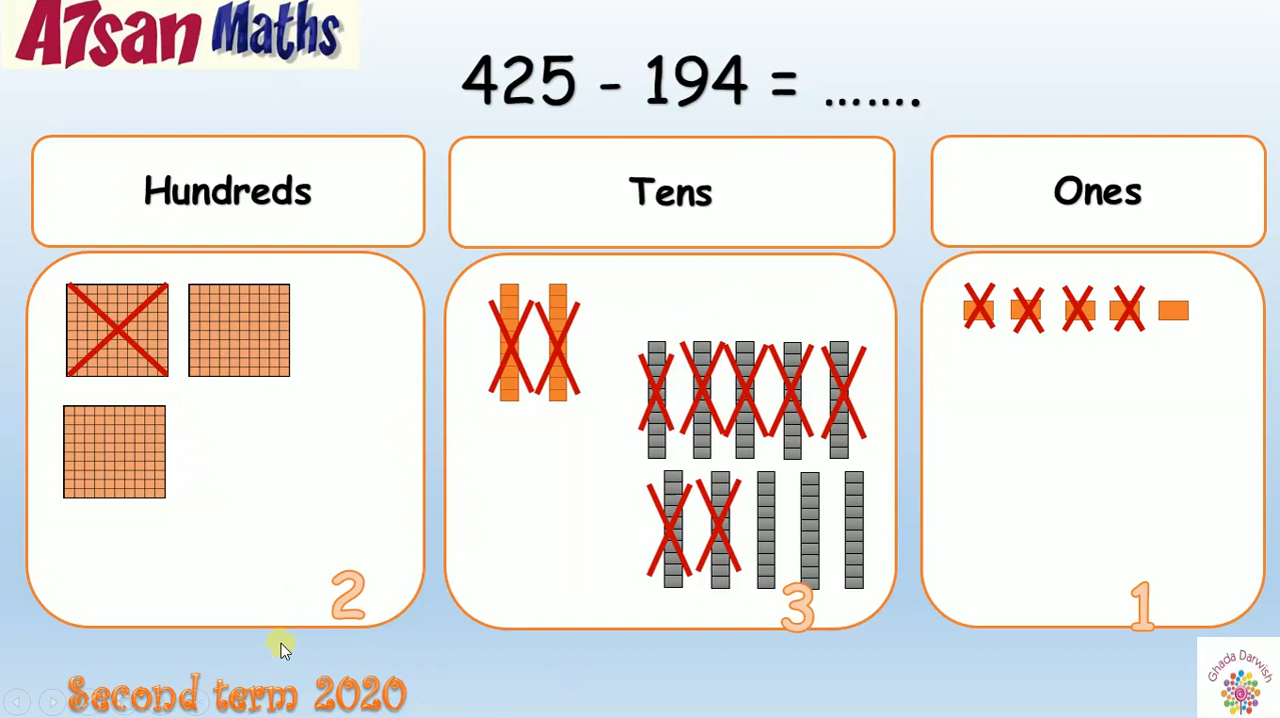 A7san Maths
425 - 194 = …….
Hundreds
Tens
Ones
2
3
1
Second term 2020
Ghada Darwish